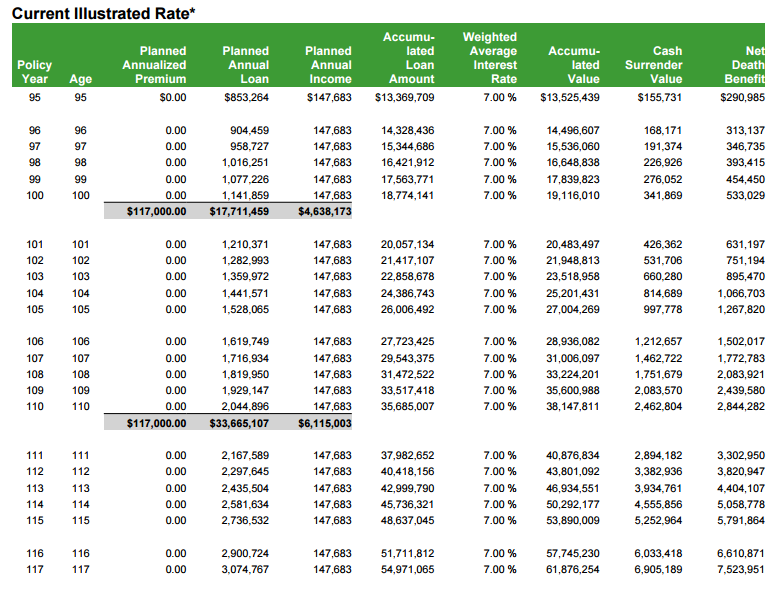 Current Illustrated Rate*
Accumu- Weighted
Planned Planned Planned lated Average Accumu- Cash Net
Policy Annualized Annual Annual Loan Interest lated Surrender Death
Year Age Premium Loan Income Amount Rate Value Value Benefit
95 95 $0.00 $853,264 $147,683 $13,369,709 7.00 % $13,525,439 $155,731 $290,985
96 96 0.00 904,459 147,683 14,328,436 7.00 % 14,496,607 168,171 313,137
97 97 0.00 958,727 147,683 15,344,686 7.00 % 15,536,060 191,374 346,735
98 98 0.00 1,016,251 147,683 16,421,912 7.00 % 16,648,838 226,926 393,415
99 99 0.00 1,077,226 147,683 17,563,771 7.00 % 17,839,823 276,052 454,450
100 100 0.00 1,141,859 147,683 18,774,141 7.00 % 19,116,010 341,869 533,029
$117,000.00 $17,711,459 $4,638,173
101 101 0.00 1,210,371 147,683 20,057,134 7.00 % 20,483,497 426,362 631,197
102 102 0.00 1,282,993 147,683 21,417,107 7.00 % 21,948,813 531,706 751,194
103 103 0.00 1,359,972 147,683 22,858,678 7.00 % 23,518,958 660,280 895,470
104 104 0.00 1,441,571 147,683 24,386,743 7.00 % 25,201,431 814,689 1,066,703
105 105 0.00 1,528,065 147,683 26,006,492 7.00 % 27,004,269 997,778 1,267,820
106 106 0.00 1,619,749 147,683 27,723,425 7.00 % 28,936,082 1,212,657 1,502,017
107 107 0.00 1,716,934 147,683 29,543,375 7.00 % 31,006,097 1,462,722 1,772,783
108 108 0.00 1,819,950 147,683 31,472,522 7.00 % 33,224,201 1,751,679 2,083,921
109 109 0.00 1,929,147 147,683 33,517,418 7.00 % 35,600,988 2,083,570 2,439,580
110 110 0.00 2,044,896 147,683 35,685,007 7.00 % 38,147,811 2,462,804 2,844,282
$117,000.00 $33,665,107 $6,115,003
111 111 0.00 2,167,589 147,683 37,982,652 7.00 % 40,876,834 2,894,182 3,302,950
112 112 0.00 2,297,645 147,683 40,418,156 7.00 % 43,801,092 3,382,936 3,820,947
113 113 0.00 2,435,504 147,683 42,999,790 7.00 % 46,934,551 3,934,761 4,404,107
114 114 0.00 2,581,634 147,683 45,736,321 7.00 % 50,292,177 4,555,856 5,058,778
115 115 0.00 2,736,532 147,683 48,637,045 7.00 % 53,890,009 5,252,964 5,791,864
116 116 0.00 2,900,724 147,683 51,711,812 7.00 % 57,745,230 6,033,418 6,610,871
117 117 0.00 3,074,767 147,683 54,971,065 7.00 % 61,876,254 6,905,189 7,523,951